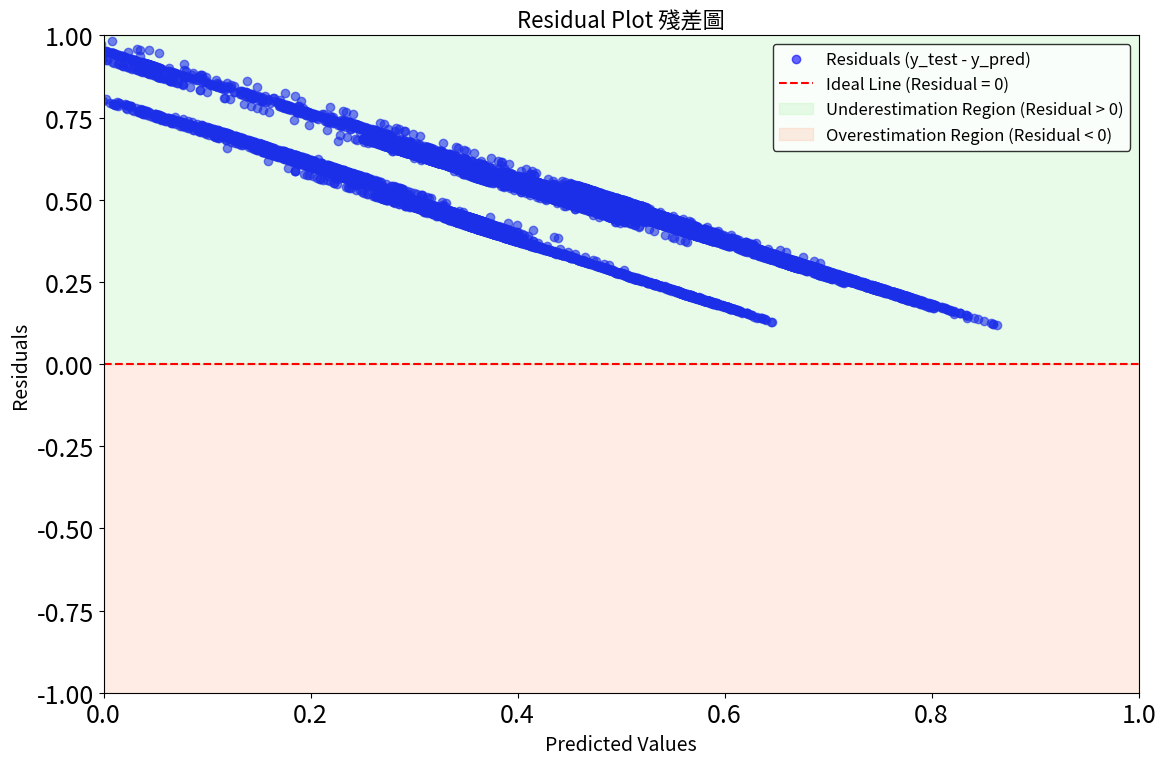 Residual Plot 殘差圖
Residuals (y_test - y_pred)
Ideal Line (Residual = 0)
Underestimation Region (Residual > 0)
Overestimation Region (Residual < 0)
1.00
0.75
0.50
0.25
0.00
-0.25
-0.50
-0.75
-1.00
Residuals
0.0 0.2 0.4 0.6 0.8 1.0
Predicted Values